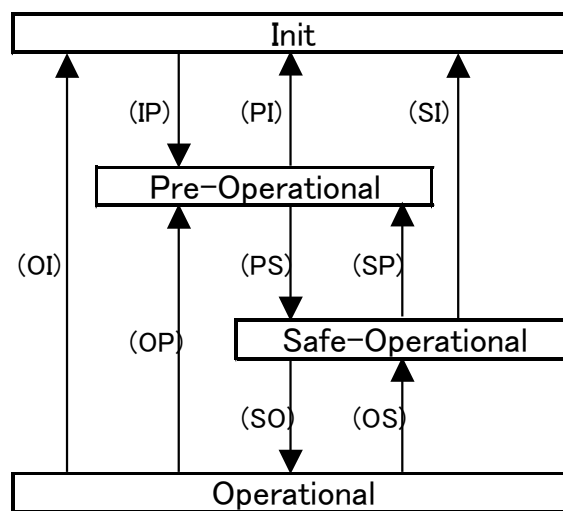 Init
(IP) (PI) (SI)
Pre-Operational
(OI) (PS) (SP)
(OP) Safe-Operational
(SO) (OS)
Operational